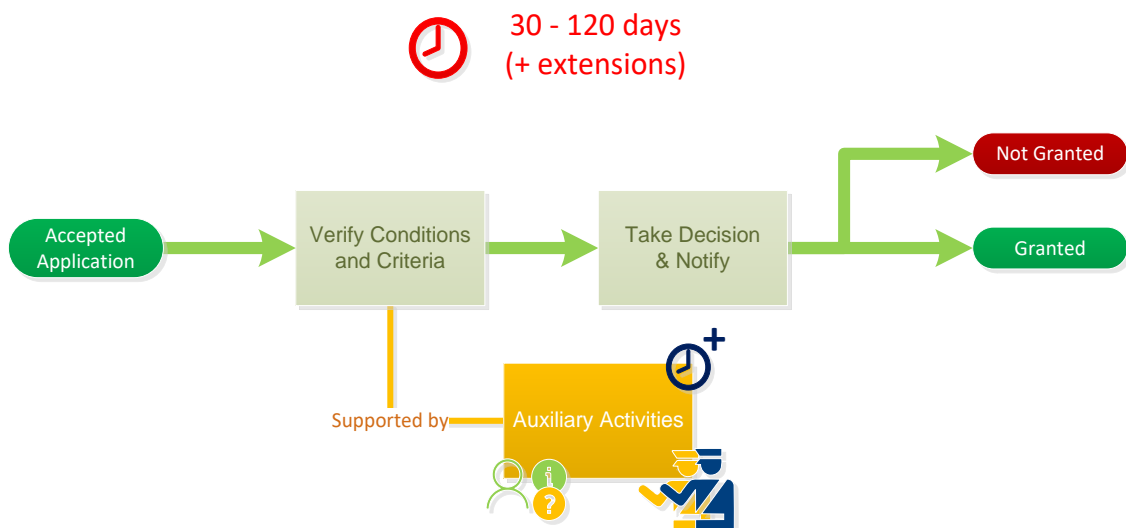 30 - 120 days
(+ extensions)
Not Granted
Accepted
Application
Verify Conditions
and Criteria
Take Decision
& Notify
Granted
Supported by
Auxiliary Activities
i
?